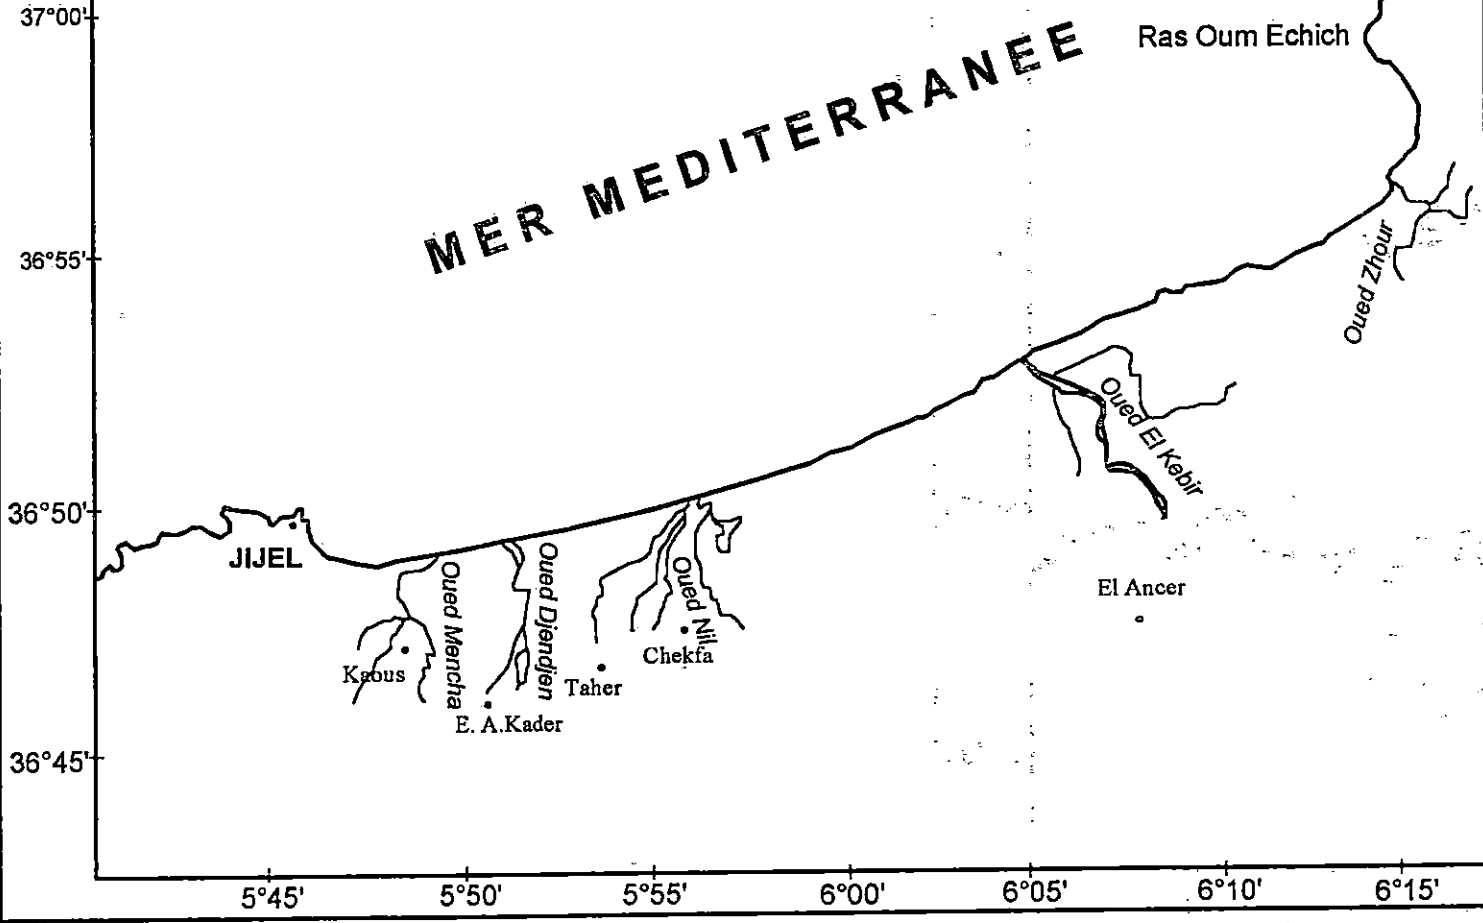 37°00'
Ras Oum Echich
MER MEDITERRANEE
36°55'
Oued Zhour
Oued El Kebir
36°50'
JIJEL
Oued Mencha
Oued Djendjen
Oued Nil
El Ancer
Kaous
Chekfa
Taher
E. A.Kader
36°45'
5°45'
5°50'
5°55'
6°00'
6°05'
6°10'
6°15'